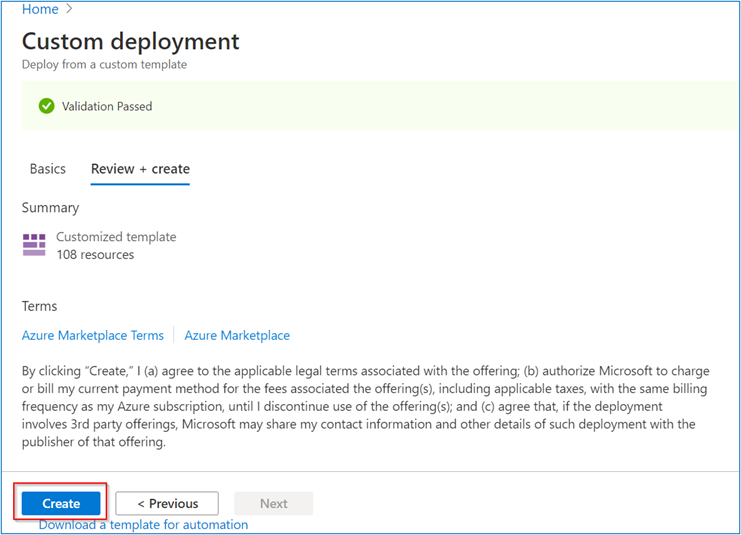 Home >
Custom deployment
Deploy from a custom template
Validation Passed
Basics Review + create
Summary
Customized template
108 resources
Terms
Azure Marketplace Terms Azure Marketplace
By clicking “Create,” I (a) agree to the applicable legal terms associated with the offering; (b) authorize Microsoft to charge
or bill my current payment method for the fees associated the offering(s), including applicable taxes, with the same billing
frequency as my Azure subscription, until I discontinue use of the offering(s); and (c) agree that, if the deployment
involves 3rd party offerings, Microsoft may share my contact information and other details of such deployment with the
publisher of that offering.
Create < Previous Next
Download a template for automation